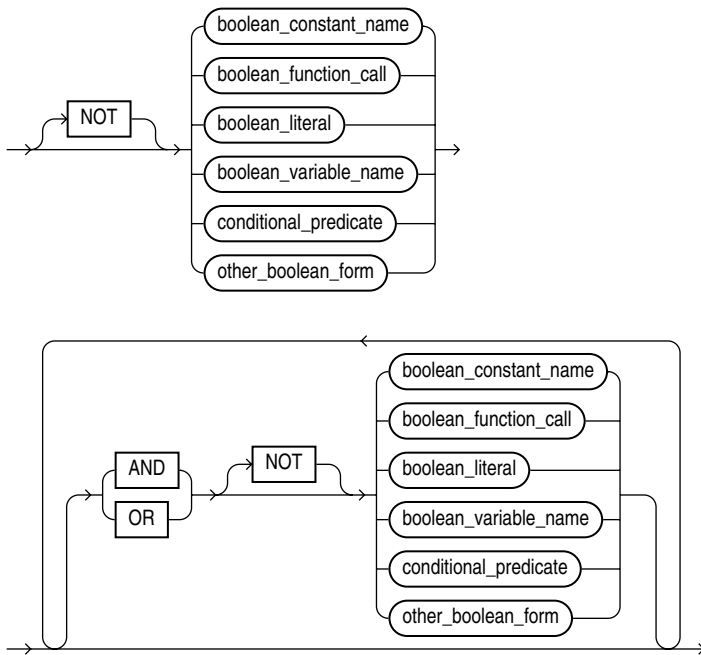 boolean_constant_name
boolean_function_call
NOT
boolean_literal
boolean_variable_name
conditional_predicate
other_boolean_form
boolean_constant_name
boolean_function_call
AND
NOT
boolean_literal
OR
boolean_variable_name
conditional_predicate
other_boolean_form